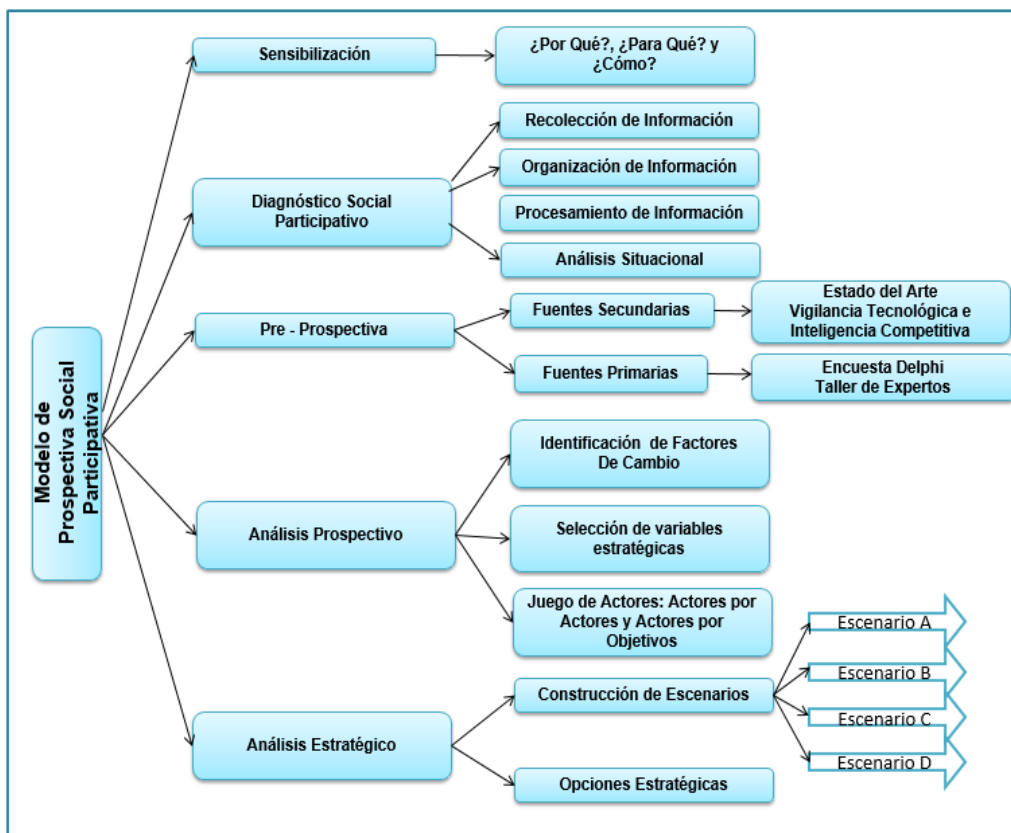 Modelo de
Prospectiva Social
Participativa
Sensibilización
¿Por Qué?, ¿Para Qué? y
¿Cómo?
Diagnóstico Social
Participativo
Recolección de Información
Organización de Información
Procesamiento de Información
Análisis Situacional
Pre - Prospectiva
Fuentes Secundarias
Estado del Arte
Vigilancia Tecnológica e
Inteligencia Competitiva
Fuentes Primarias
Encuesta Delphi
Taller de Expertos
Análisis Prospectivo
Identificación de Factores
De Cambio
Selección de variables
estratégicas
Juego de Actores: Actores por
Actores y Actores por
Objetivos
Análisis Estratégico
Construcción de Escenarios
Escenario A
Escenario B
Escenario C
Escenario D
Opciones Estratégicas